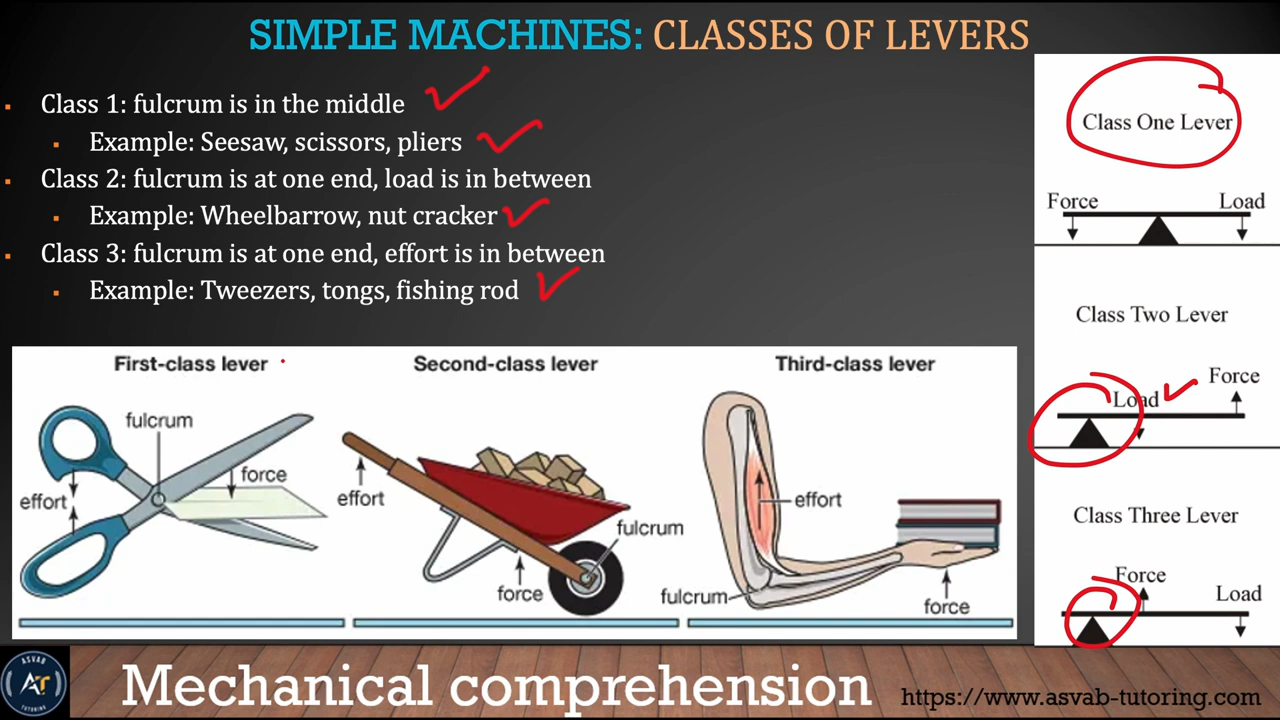 SIMPLE MACHINES: CLASSES OF LEVERS
Class 1: fulcrum is in the middle
Example: Seesaw, scissors, pliers
Class 2: fulcrum is at one end, load is in between
Example: Wheelbarrow, nut cracker
Class 3: fulcrum is at one end, effort is in between
Example: Tweezers, tongs, fishing rod
Class One Lever
Force
Load
Class Two Lever
Force
Load
Class Three Lever
Force
Load
First-class lever
fulcrum
force
effort
Second-class lever
effort
fulcrum
force
Third-class lever
effort
fulcrum
force
ASVAB
AT
TUTORING
Mechanical comprehension
https://www.asvab-tutoring.com